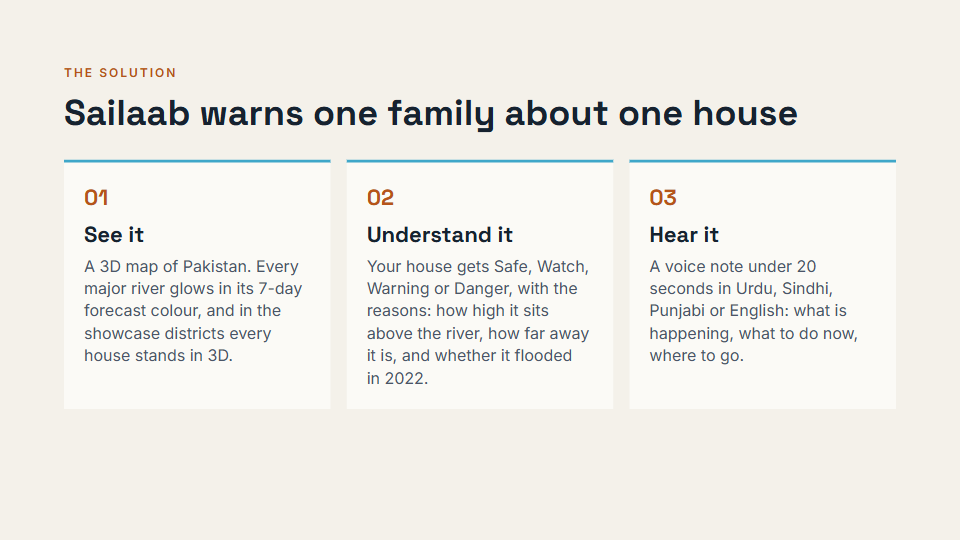 THE SOLUTION
Sailaab warns one family about one house
01
See it
A 3D map of Pakistan. Every
major river glows in its 7-day
forecast colour, and in the
showcase districts every
house stands in 3D.
02
Understand it
Your house gets Safe, Watch,
Warning or Danger, with the
reasons: how high it sits
above the river, how far away
it is, and whether it flooded
in 2022.
03
Hear it
A voice note under 20
seconds in Urdu, Sindhi,
Punjabi or English: what is
happening, what to do now,
where to go.